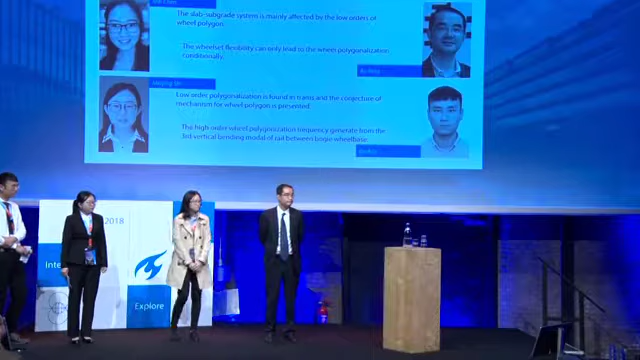 The slab-subgrade system is mainly affected by the low orders of
wheel polygon.
The wheelset flexibility can only lead to the wheel polygonalization
conditionally.
Low order polygonalization is found in trams and the conjecture of
mechanism for wheel polygon is presented.
The high-order wheel polygonization frequency generate from the
3rd vertical bending modal of rail between bogie wheelbase.
2018
Inte
Explore